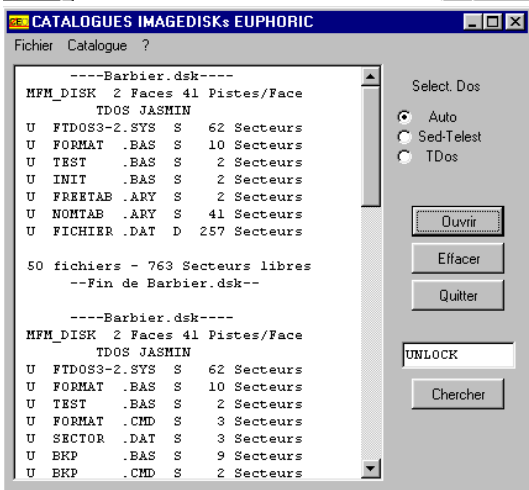 CATALOGUES IMAGEDISKs EUPHORIC
Fichier Catalogue ?
----Barbier.dsk----
MFM_DISK 2 Faces 41 Pistes/Face
TDOS JASMIN
U FTDOS3-2.SYS S 62 Secteurs
U FORMAT .BAS S 10 Secteurs
U TEST .BAS S 2 Secteurs
U INIT .BAS S 2 Secteurs
U FREETAB .ARY S 2 Secteurs
U NOMTAB .ARY S 41 Secteurs
U FICHIER .DAT D 257 Secteurs
50 fichiers - 763 Secteurs libres
--Fin de Barbier.dsk--
----Barbier.dsk----
MFM_DISK 2 Faces 41 Pistes/Face
TDOS JASMIN
U FTDOS3-2.SYS S 62 Secteurs
U FORMAT .BAS S 10 Secteurs
U TEST .BAS S 2 Secteurs
U FORMAT .CMD S 3 Secteurs
U SECTOR .DAT S 3 Secteurs
U BKP .BAS S 9 Secteurs
U BKP .CMD S 2 Secteurs
Select. Dos
Auto
Sed-Telest
TDos
Ouvrir
Effacer
Quitter
UNLOCK
Chercher